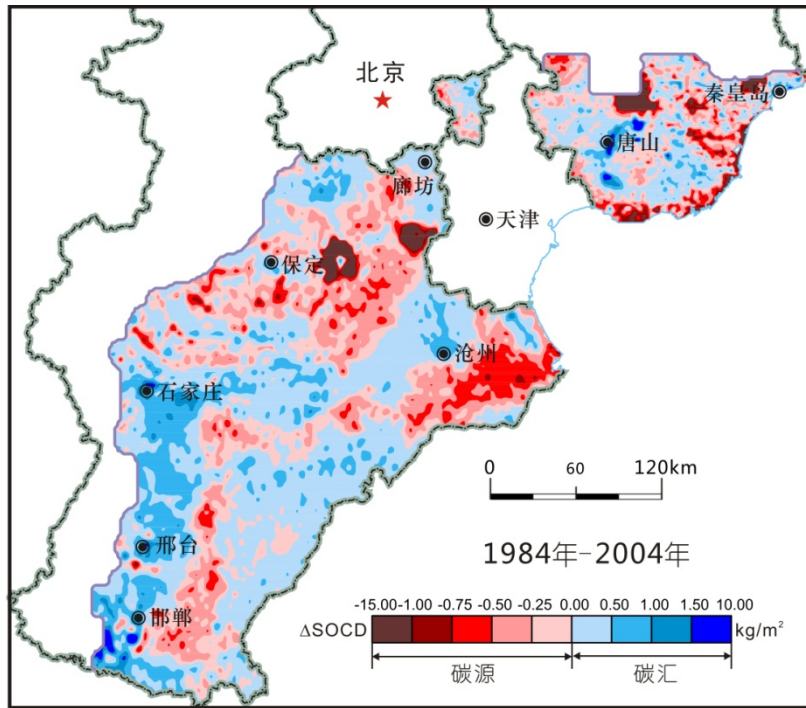 北京
秦皇岛
唐山
廊坊
天津
保定
沧州
石家庄
0 60 120km
邢台
1984年-2004年
邯郸
-15.00 -1.00 -0.75 -0.50 -0.25 0.00 0.50 1.00 1.50 10.00
ΔSOCD kg/m²
碳源 碳汇